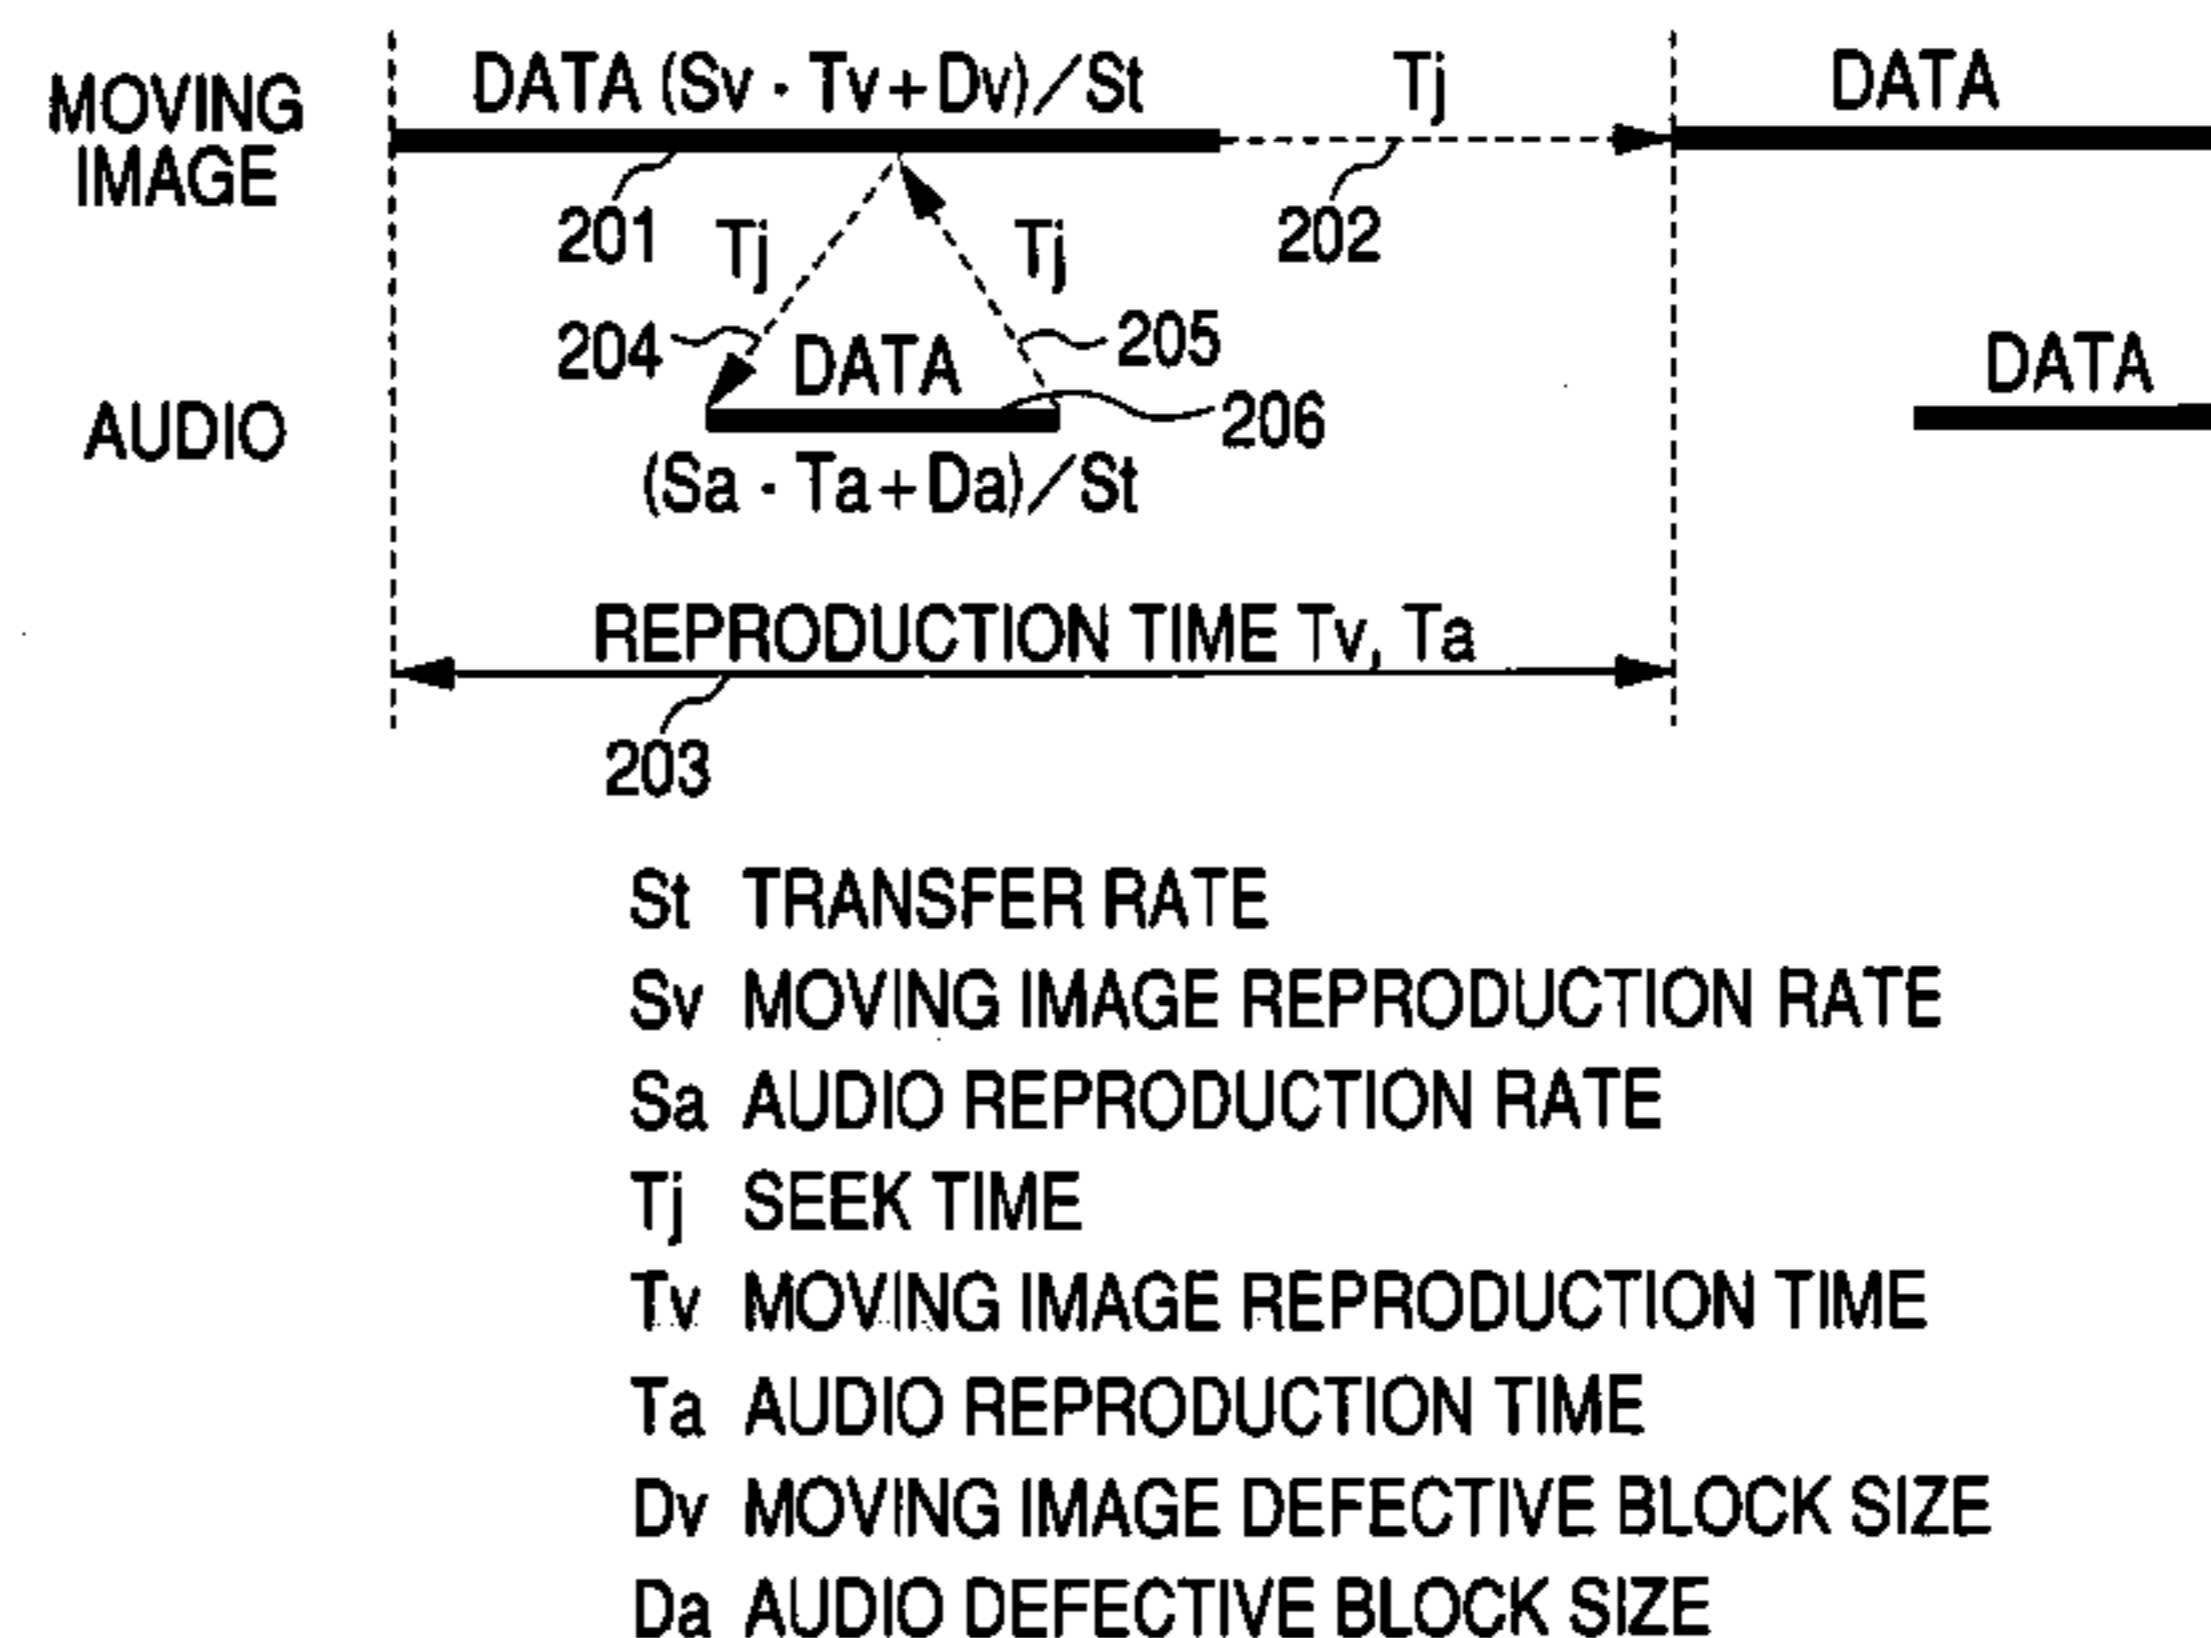 MOVING IMAGE
DATA (Sv · Tv+Dv)/St
Tj
DATA
201
Tj
Tj
202
204
205
DATA
DATA
AUDIO
206
(Sa · Ta+Da)/St
REPRODUCTION TIME Tv, Ta
203
St TRANSFER RATE
Sv MOVING IMAGE REPRODUCTION RATE
Sa AUDIO REPRODUCTION RATE
Tj SEEK TIME
Tv MOVING IMAGE REPRODUCTION TIME
Ta AUDIO REPRODUCTION TIME
Dv MOVING IMAGE DEFECTIVE BLOCK SIZE
Da AUDIO DEFECTIVE BLOCK SIZE